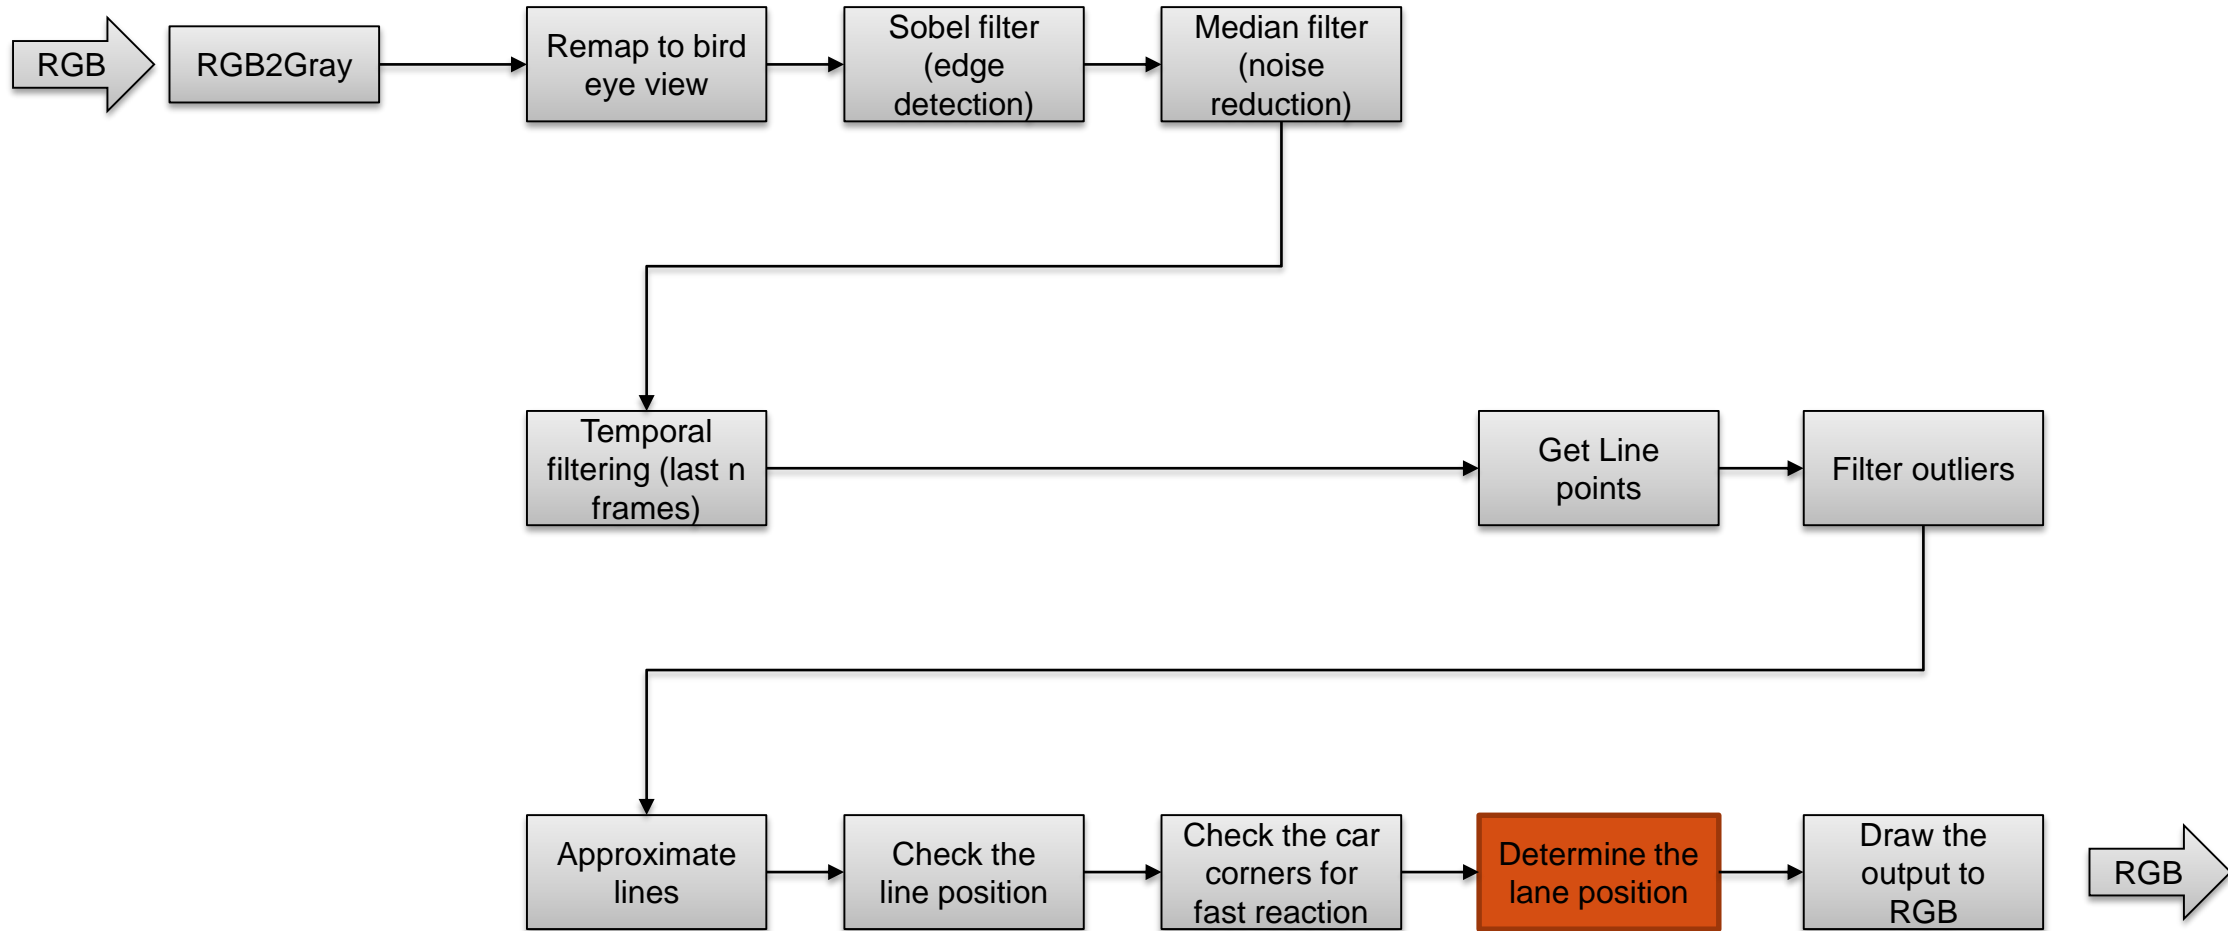 RGB
RGB2Gray
Remap to bird
eye view
Sobel filter
(edge
detection)
Median filter
(noise
reduction)
Temporal
filtering (last n
frames)
Get Line
points
Filter outliers
Approximate
lines
Check the
line position
Check the car
corners for
fast reaction
Determine the
lane position
Draw the
output to
RGB
RGB